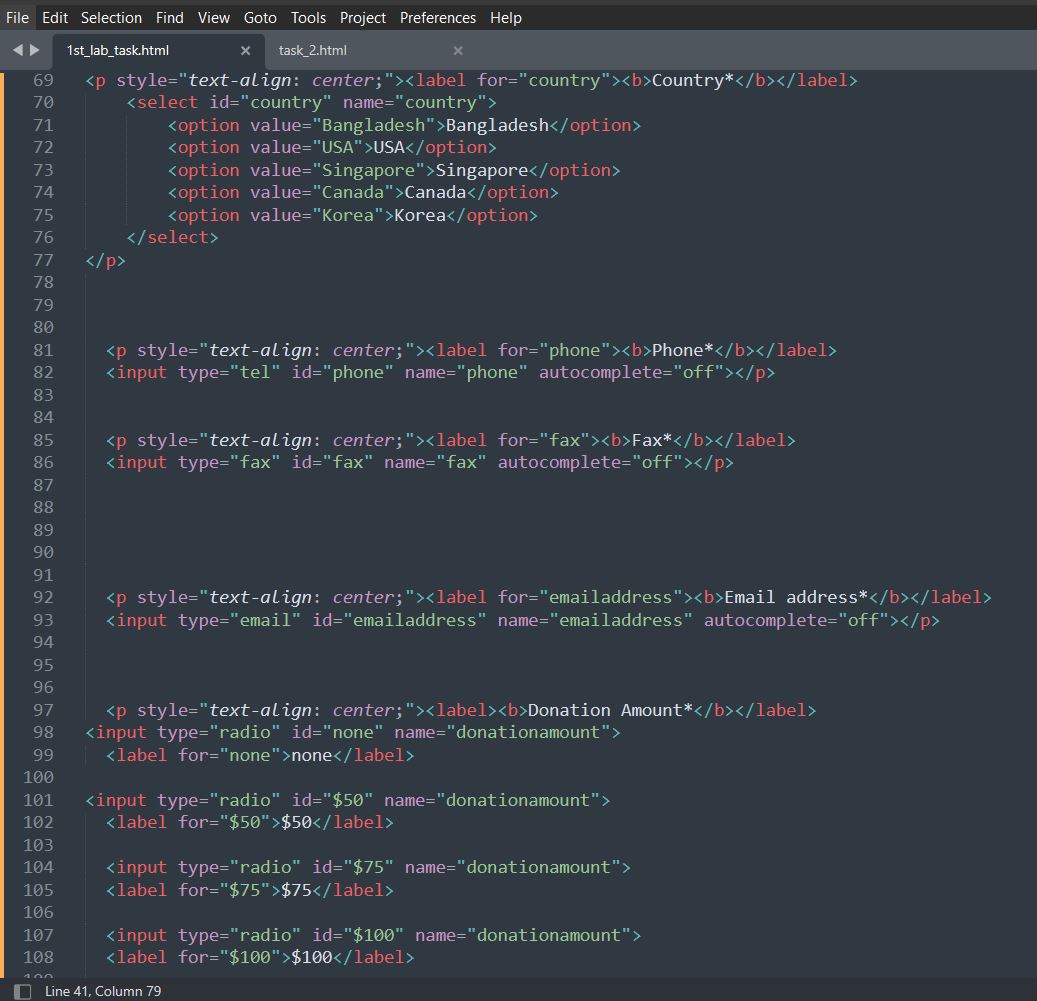 File Edit Selection Find View Goto Tools Project Preferences Help
1st_lab_task.html × task_2.html ×
69 <p style="text-align: center;"><label for="country"><b>Country*</b></label>
70 <select id="country" name="country">
71 <option value="Bangladesh">Bangladesh</option>
72 <option value="USA">USA</option>
73 <option value="Singapore">Singapore</option>
74 <option value="Canada">Canada</option>
75 <option value="Korea">Korea</option>
76 </select>
77 </p>
78
79
80
81 <p style="text-align: center;"><label for="phone"><b>Phone*</b></label>
82 <input type="tel" id="phone" name="phone" autocomplete="off"></p>
83
84
85 <p style="text-align: center;"><label for="fax"><b>Fax*</b></label>
86 <input type="fax" id="fax" name="fax" autocomplete="off"></p>
87
88
89
90
91
92 <p style="text-align: center;"><label for="emailaddress"><b>Email address*</b></label>
93 <input type="email" id="emailaddress" name="emailaddress" autocomplete="off"></p>
94
95
96
97 <p style="text-align: center;"><label><b>Donation Amount*</b></label>
98 <input type="radio" id="none" name="donationamount">
99 <label for="none">none</label>
100
101 <input type="radio" id="$50" name="donationamount">
102 <label for="$50">$50</label>
103
104 <input type="radio" id="$75" name="donationamount">
105 <label for="$75">$75</label>
106
107 <input type="radio" id="$100" name="donationamount">
108 <label for="$100">$100</label>
109
Line 41, Column 79